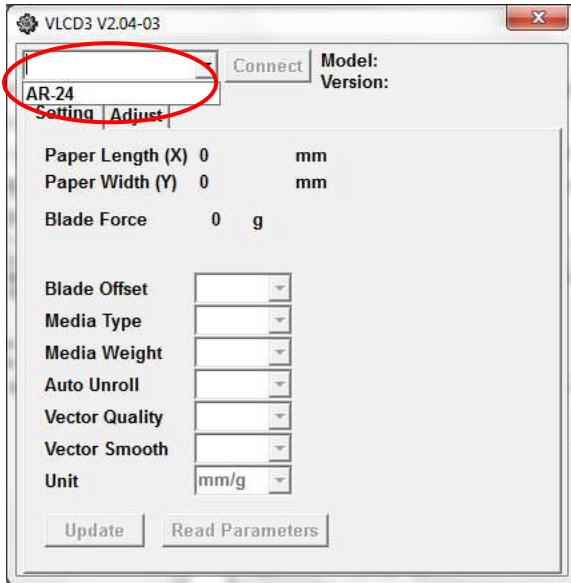 VLCD3 V2.04-03
Connect
Model:
Version:
AR-24
Setting Adjust
Paper Length (X) 0 mm
Paper Width (Y) 0 mm
Blade Force 0 g
Blade Offset
Media Type
Media Weight
Auto Unroll
Vector Quality
Vector Smooth
Unit mm/g
Update Read Parameters